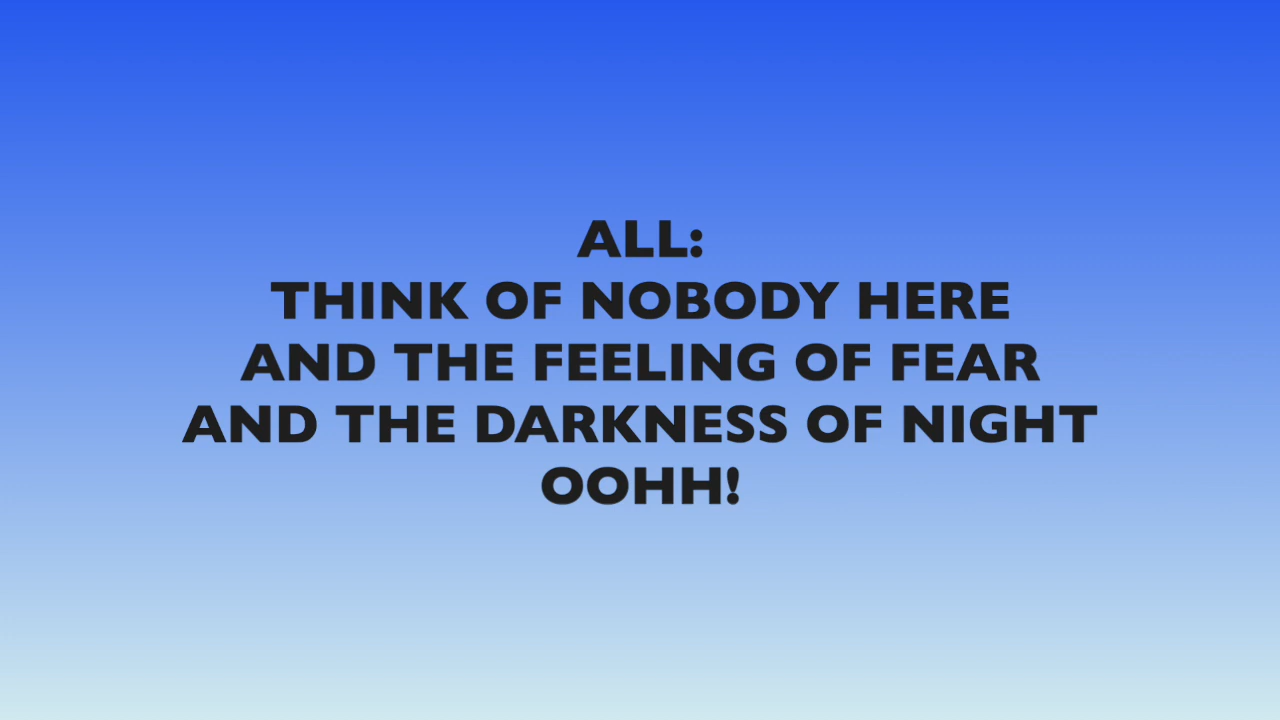 ALL:
THINK OF NOBODY HERE
AND THE FEELING OF FEAR
AND THE DARKNESS OF NIGHT
OOHH!